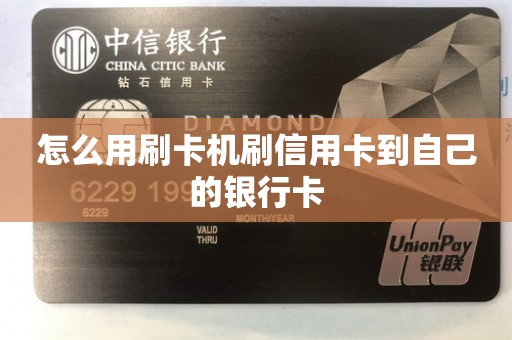 中信银行
CHINA CITIC BANK
钻石信用卡
DIAMOND
怎么用刷卡机刷信用卡到自己
的银行卡
6229 199
6229
MONTH/YEAR
VALID
THRU
UnionPay
银联